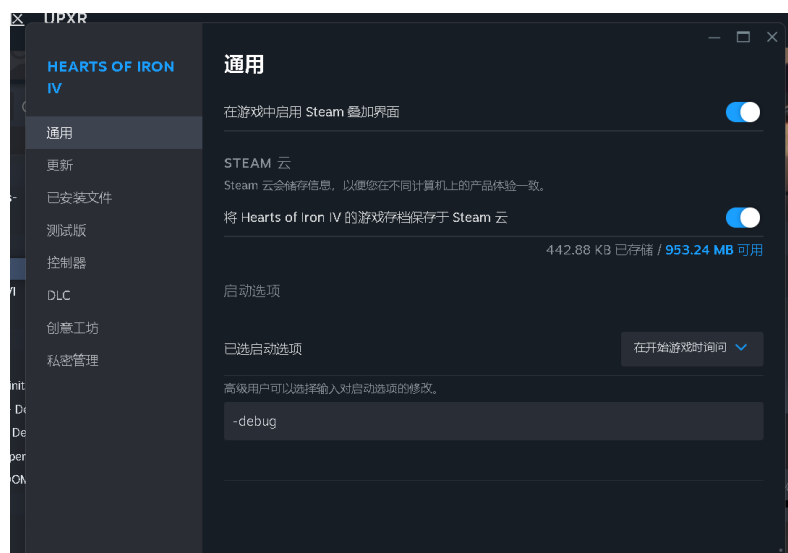 UPXR
HEARTS OF IRON
IV
通用
更新
已安装文件
测试版
控制器
DLC
创意工坊
私密管理
通用
在游戏中启用 Steam 叠加界面
STEAM 云
Steam 云会储存信息，以便您在不同计算机上的产品体验一致。
将 Hearts of Iron IV 的游戏存档保存于 Steam 云
442.88 KB 已存储 / 953.24 MB 可用
启动选项
已选启动选项
在开始游戏时询问
高级用户可以选择输入对启动选项的修改。
-debug